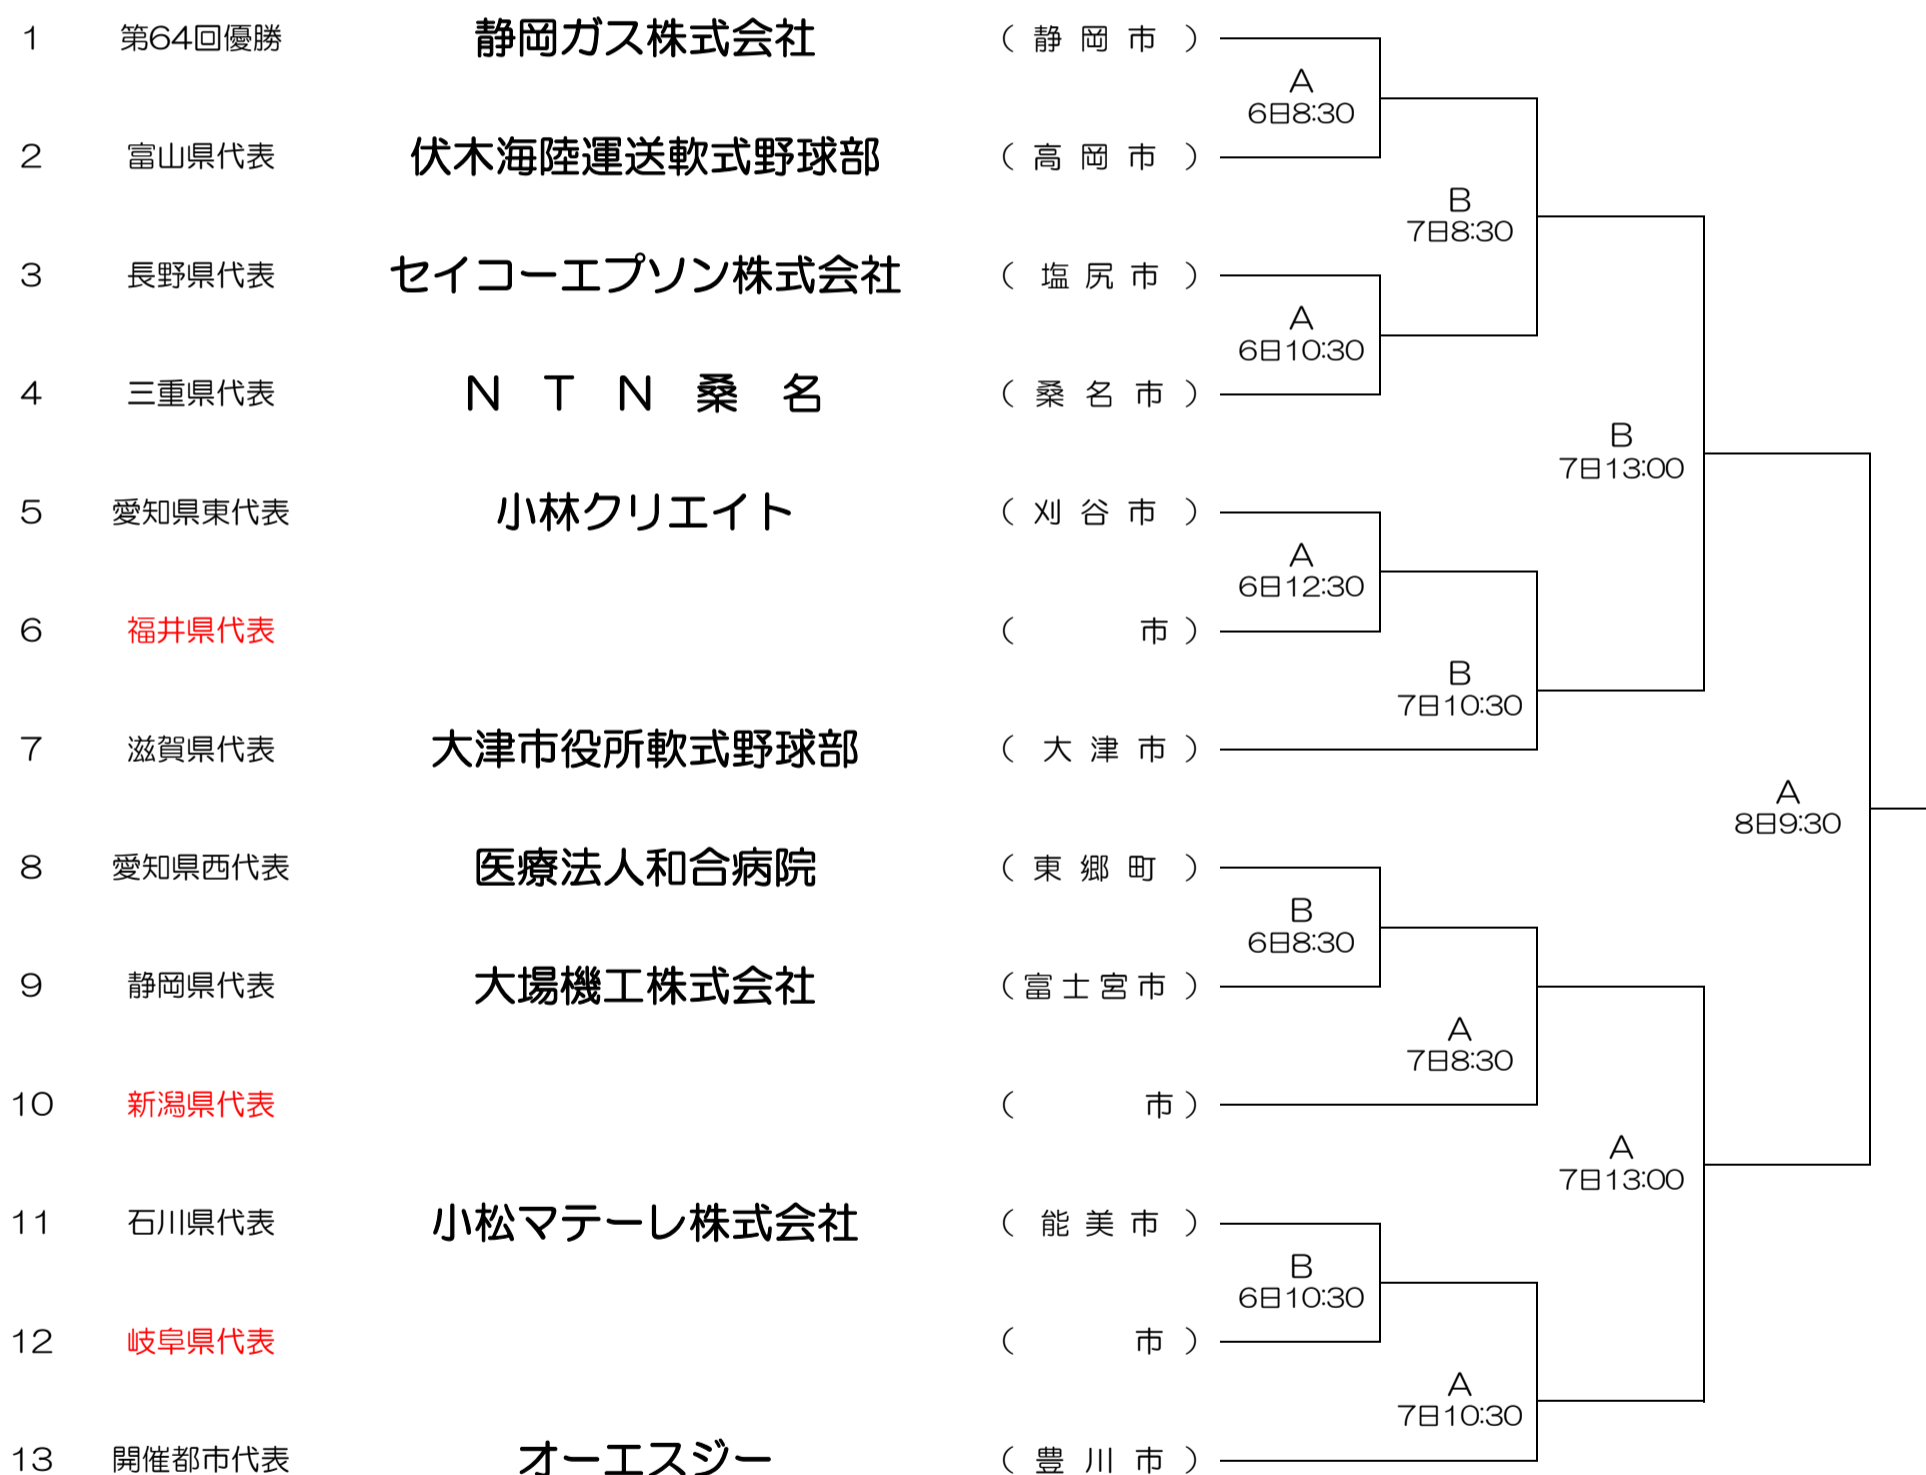 1 第64回優勝 静岡ガス株式会社 （ 静 岡 市 ）
A
6日8:30
2 富山県代表 伏木海陸運送軟式野球部 （ 高 岡 市 ）
B
7日8:30
3 長野県代表 セイコーエプソン株式会社 （ 塩 尻 市 ）
A
6日10:30
4 三重県代表 N T N 桑 名 （ 桑 名 市 ）
B
7日13:00
5 愛知県東代表 小林クリエイト （ 刈 谷 市 ）
A
6日12:30
6 福井県代表 （ 市 ）
B
7日10:30
7 滋賀県代表 大津市役所軟式野球部 （ 大 津 市 ）
A
8日9:30
8 愛知県西代表 医療法人和合病院 （ 東 郷 町 ）
B
6日8:30
9 静岡県代表 大場機工株式会社 （ 富 士 宮 市 ）
A
7日8:30
10 新潟県代表 （ 市 ）
A
7日13:00
11 石川県代表 小松マテーレ株式会社 （ 能 美 市 ）
B
6日10:30
12 岐阜県代表 （ 市 ）
A
7日10:30
13 開催都市代表 オーエスジー （ 豊 川 市 ）